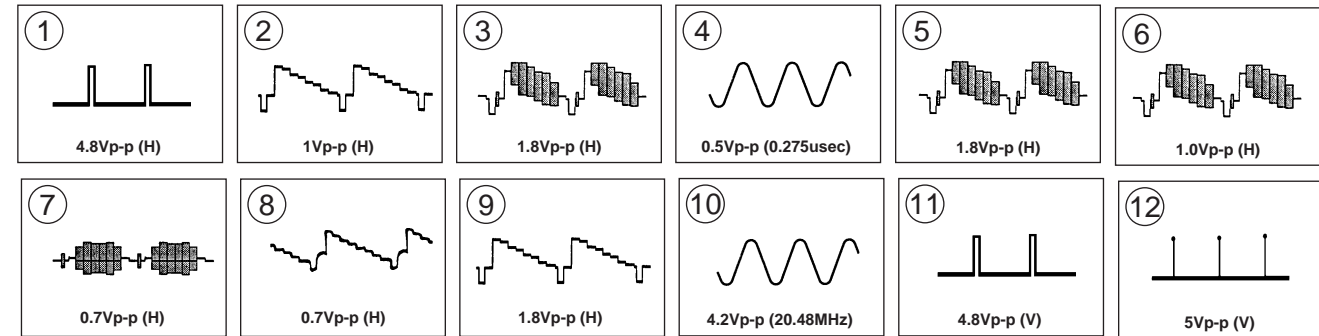 1
2
3
4
5
6
4.8Vp-p (H)
1Vp-p (H)
1.8Vp-p (H)
0.5Vp-p (0.275usec)
1.8Vp-p (H)
1.0Vp-p (H)
7
8
9
10
11
12
0.7Vp-p (H)
0.7Vp-p (H)
1.8Vp-p (H)
4.2Vp-p (20.48MHz)
4.8Vp-p (V)
5Vp-p (V)